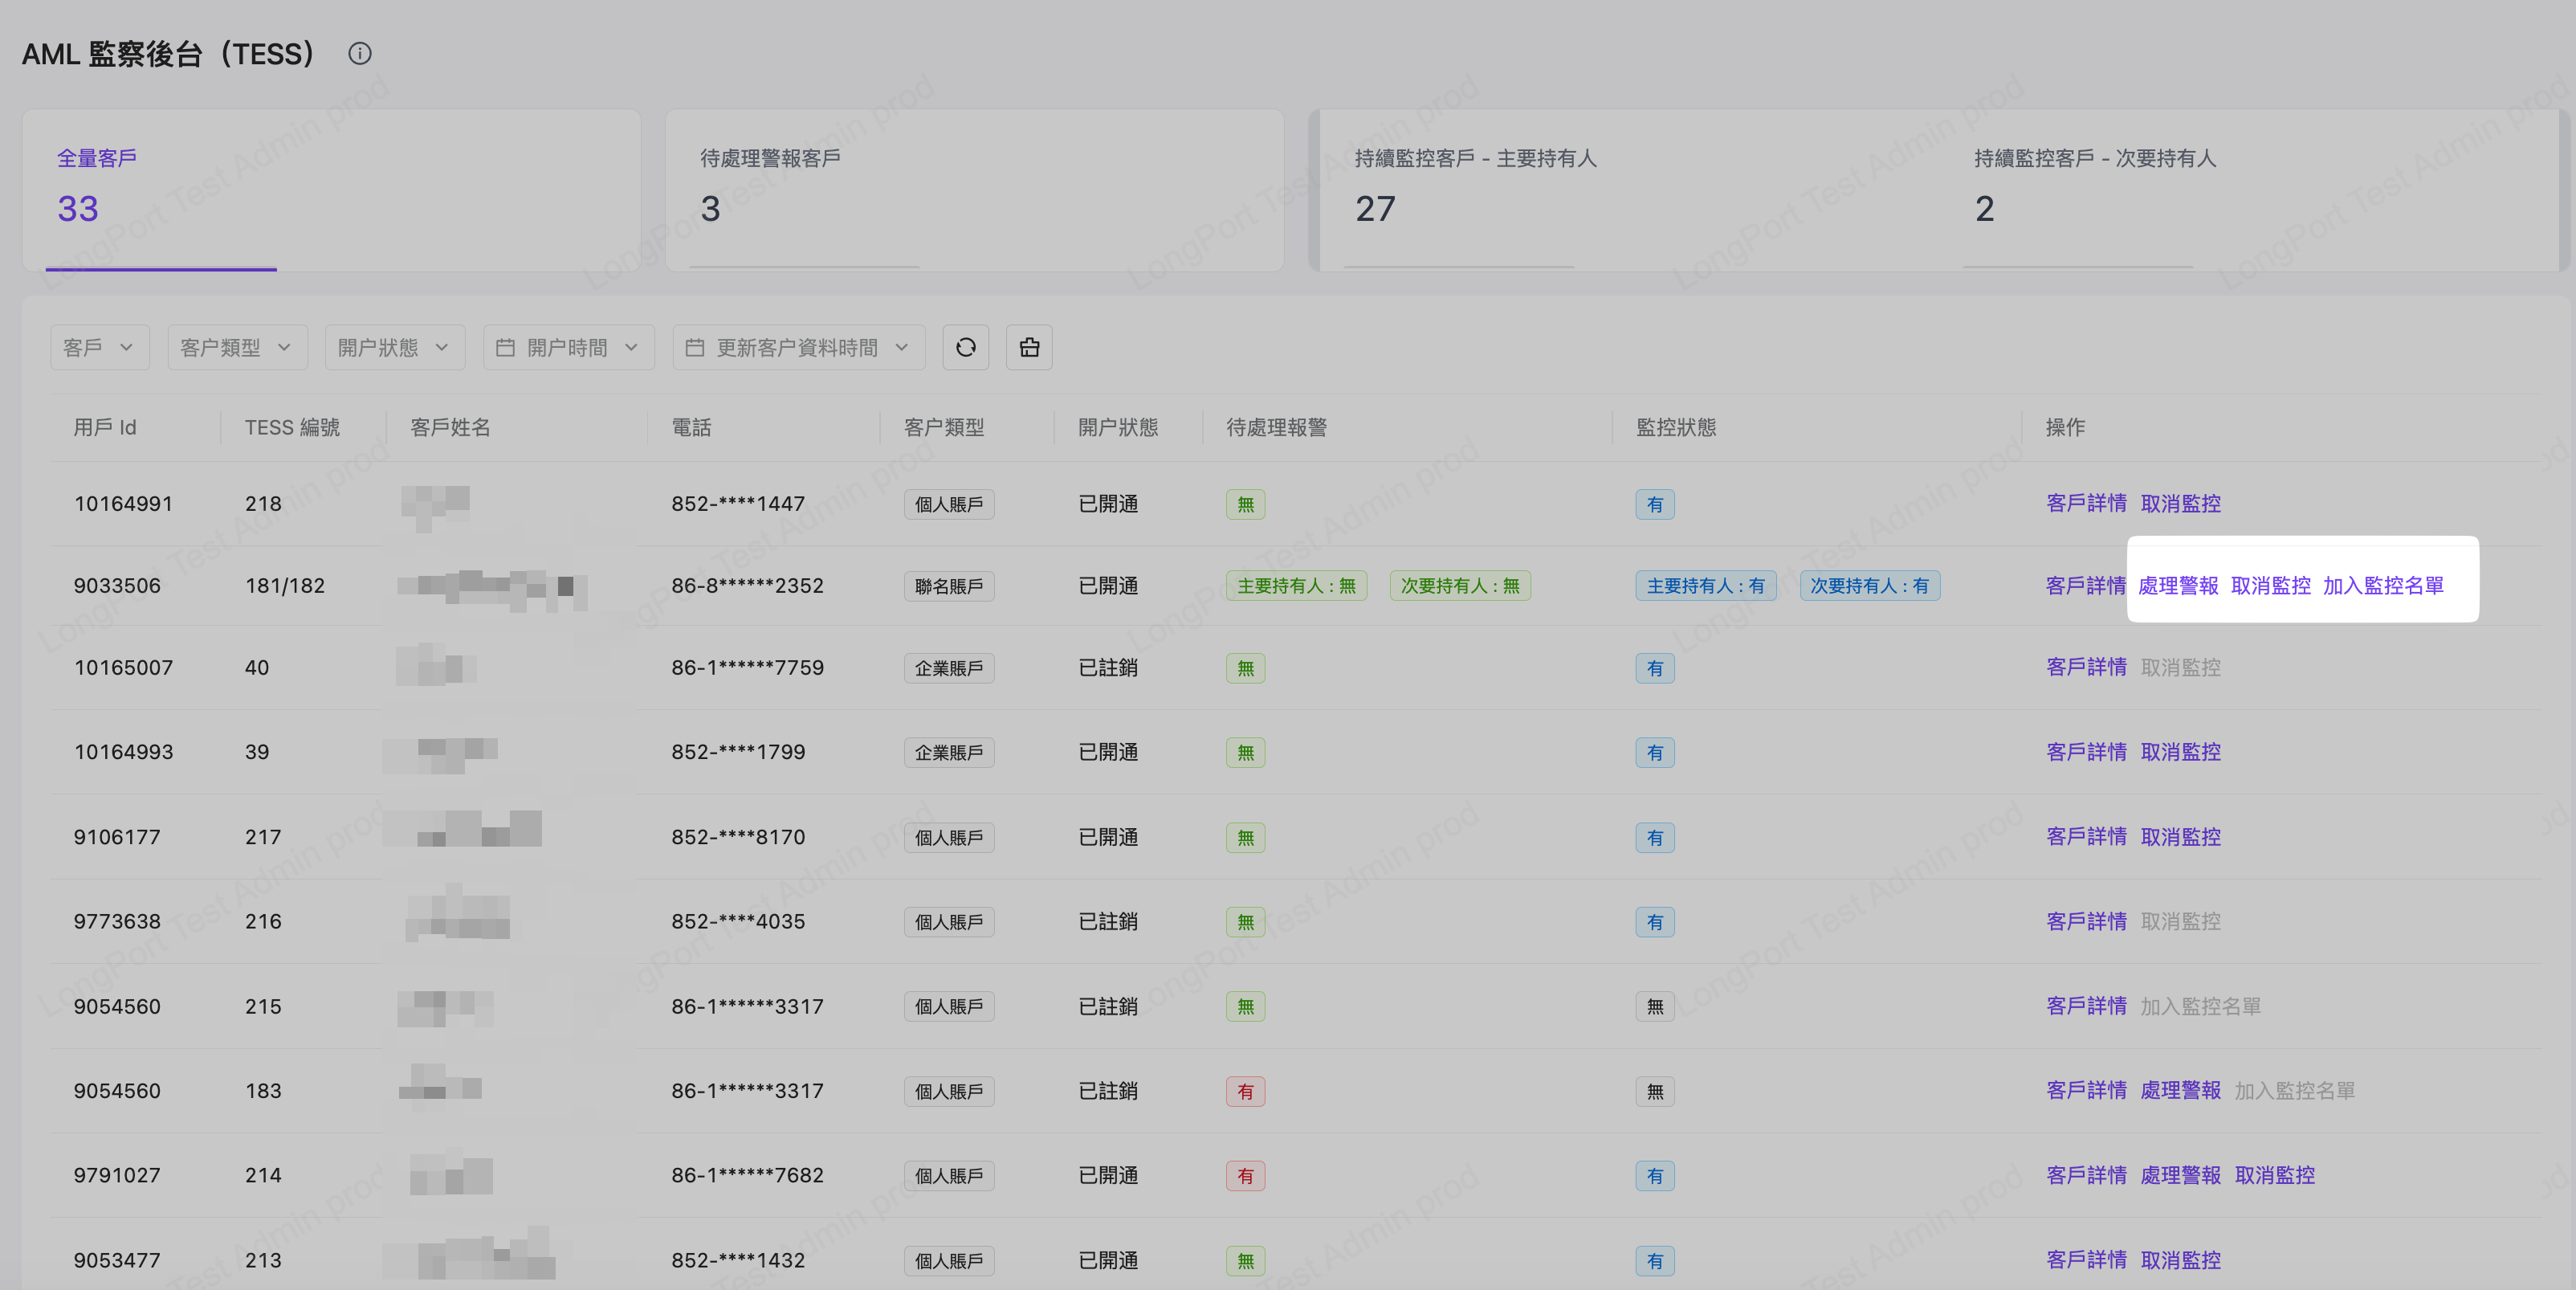 AML 監察後台（TESS）
全量客戶
33
待處理警報客戶
3
持續監控客戶 - 主要持有人
27
持續監控客戶 - 次要持有人
2
客戶 客户類型 開户狀態 開户時間 更新客户資料時間
用戶 Id TESS 編號 客戶姓名 電話 客户類型 開户狀態 待處理報警 監控狀態 操作
10164991 218 852-****1447 個人賬戶 已開通 無 有 客戶詳情 取消監控
9033506 181/182 86-8******2352 聯名賬戶 已開通 主要持有人 : 無 次要持有人 : 無 主要持有人 : 有 次要持有人 : 有 客戶詳情 處理警報 取消監控 加入監控名單
10165007 40 86-1******7759 企業賬戶 已註銷 無 有 客戶詳情 取消監控
10164993 39 852-****1799 企業賬戶 已開通 無 有 客戶詳情 取消監控
9106177 217 852-****8170 個人賬戶 已開通 無 有 客戶詳情 取消監控
9773638 216 852-****4035 個人賬戶 已註銷 無 有 客戶詳情 取消監控
9054560 215 86-1******3317 個人賬戶 已註銷 無 無 客戶詳情 加入監控名單
9054560 183 86-1******3317 個人賬戶 已註銷 有 無 客戶詳情 處理警報 加入監控名單
9791027 214 86-1******7682 個人賬戶 已開通 有 有 客戶詳情 處理警報 取消監控
9053477 213 852-****1432 個人賬戶 已開通 無 有 客戶詳情 取消監控
LongPort Test Admin prod